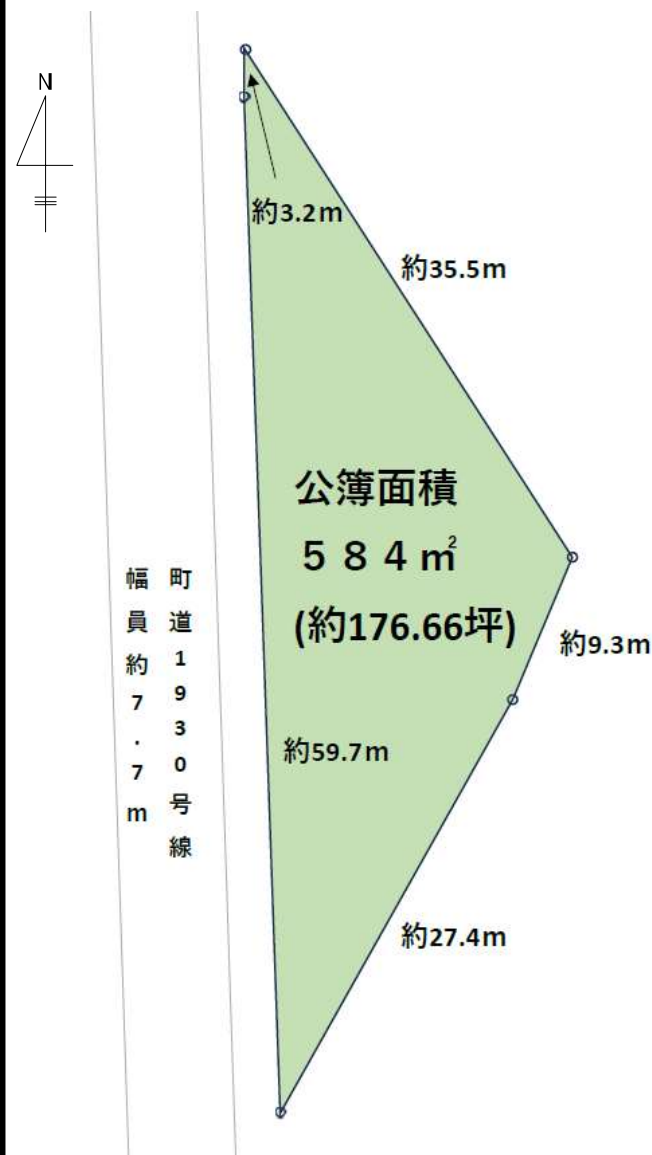 N
約3.2m
約35.5m
公簿面積
５８４㎡
(約176.66坪)
約9.3m
町道1930号線
幅員約7.7m
約59.7m
約27.4m